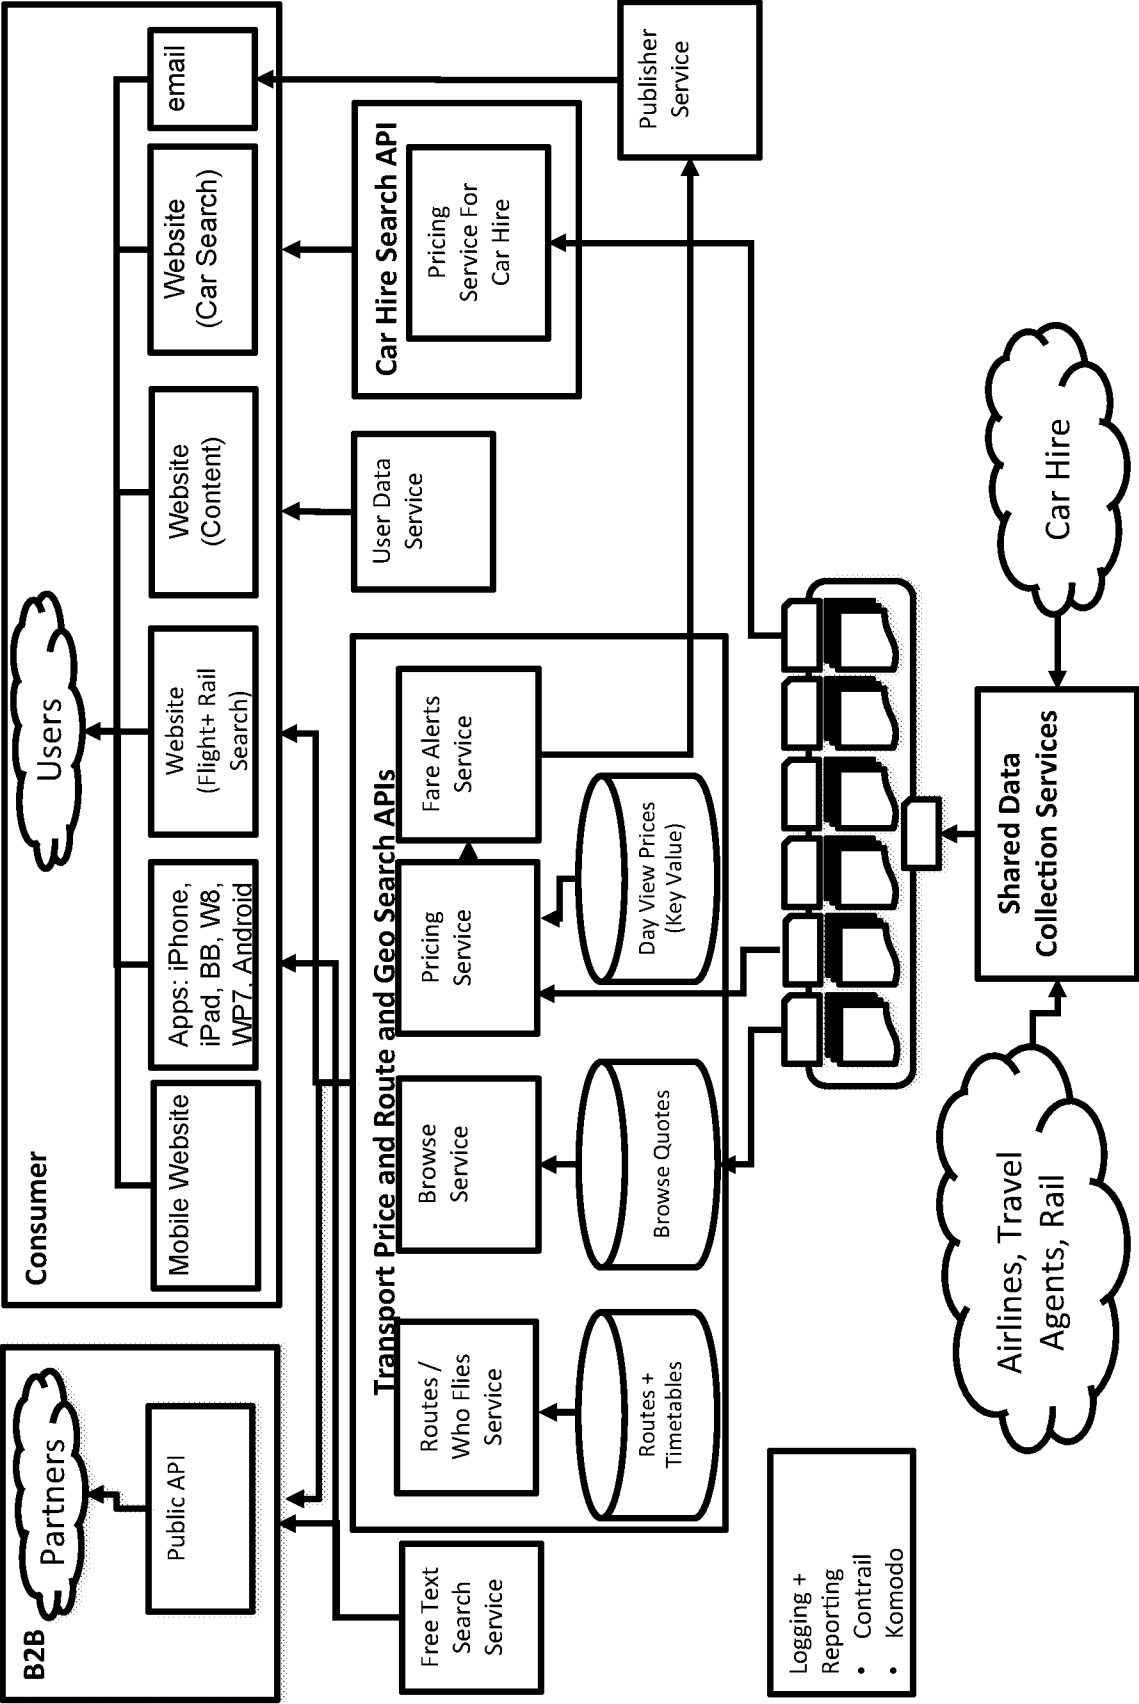 B2B
Partners
Public API
Consumer
Users
Mobile Website
Apps: iPhone,
iPad, BB, W8,
WP7, Android
Website
(Flight+ Rail
Search)
Website
(Content)
Website
(Car Search)
email
Free Text
Search
Service
Transport Price and Route and Geo Search APIs
Routes /
Who Flies
Service
Browse
Service
Pricing
Service
Fare Alerts
Service
Routes +
Timetables
Browse Quotes
Day View Prices
(Key Value)
User Data
Service
Car Hire Search API
Pricing
Service For
Car Hire
Publisher
Service
Logging +
Reporting
• Contrail
• Komodo
Airlines, Travel
Agents, Rail
Shared Data
Collection Services
Car Hire